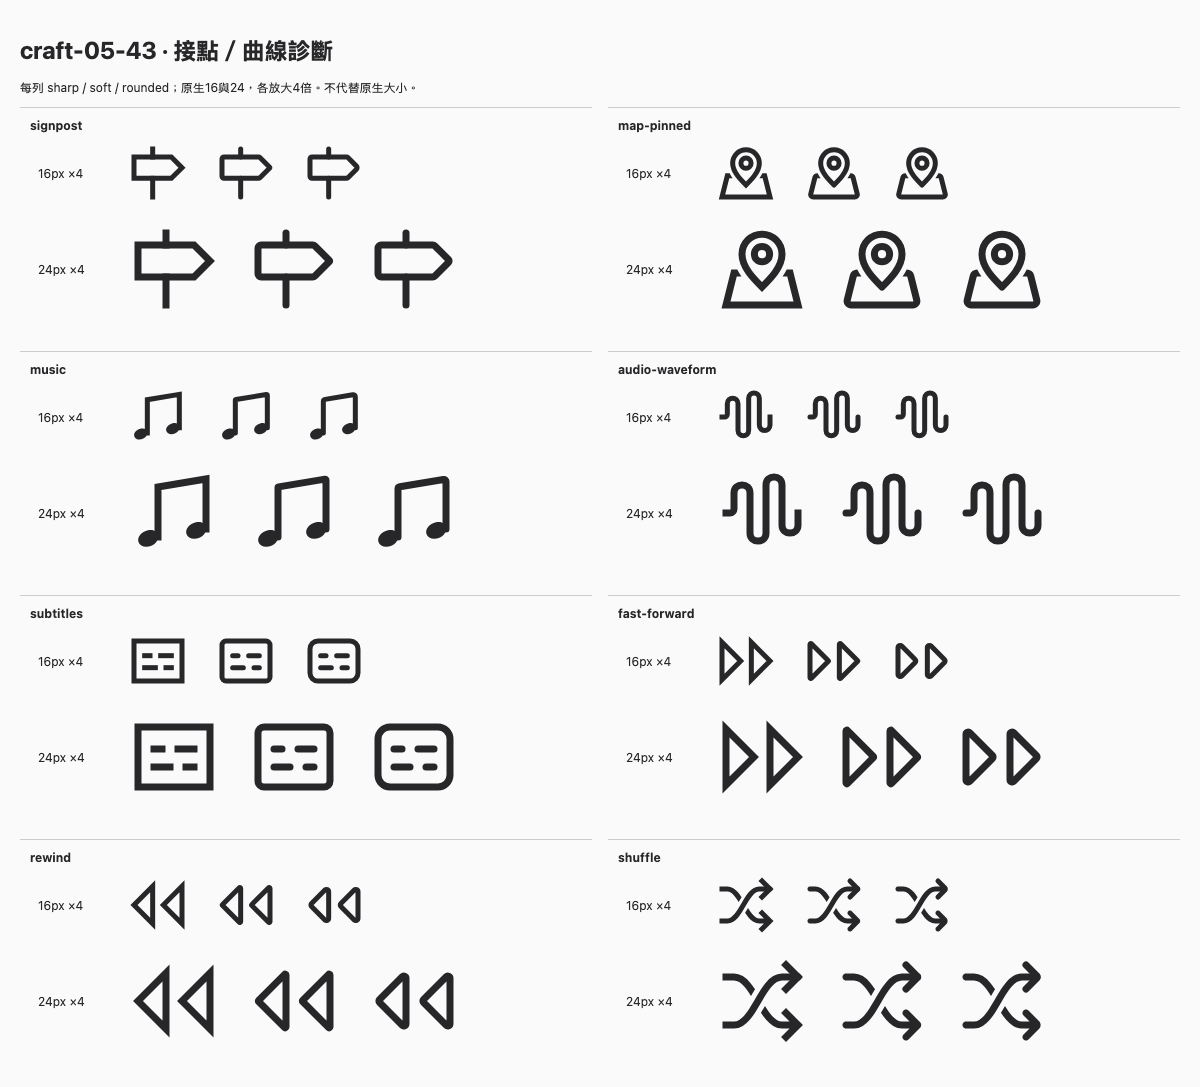 craft-05-43 · 接點 / 曲線診斷
每列 sharp / soft / rounded；原生16與24，各放大4倍。不代替原生大小。
signpost
16px ×4
24px ×4
map-pinned
16px ×4
24px ×4
music
16px ×4
24px ×4
audio-waveform
16px ×4
24px ×4
subtitles
16px ×4
24px ×4
fast-forward
16px ×4
24px ×4
rewind
16px ×4
24px ×4
shuffle
16px ×4
24px ×4